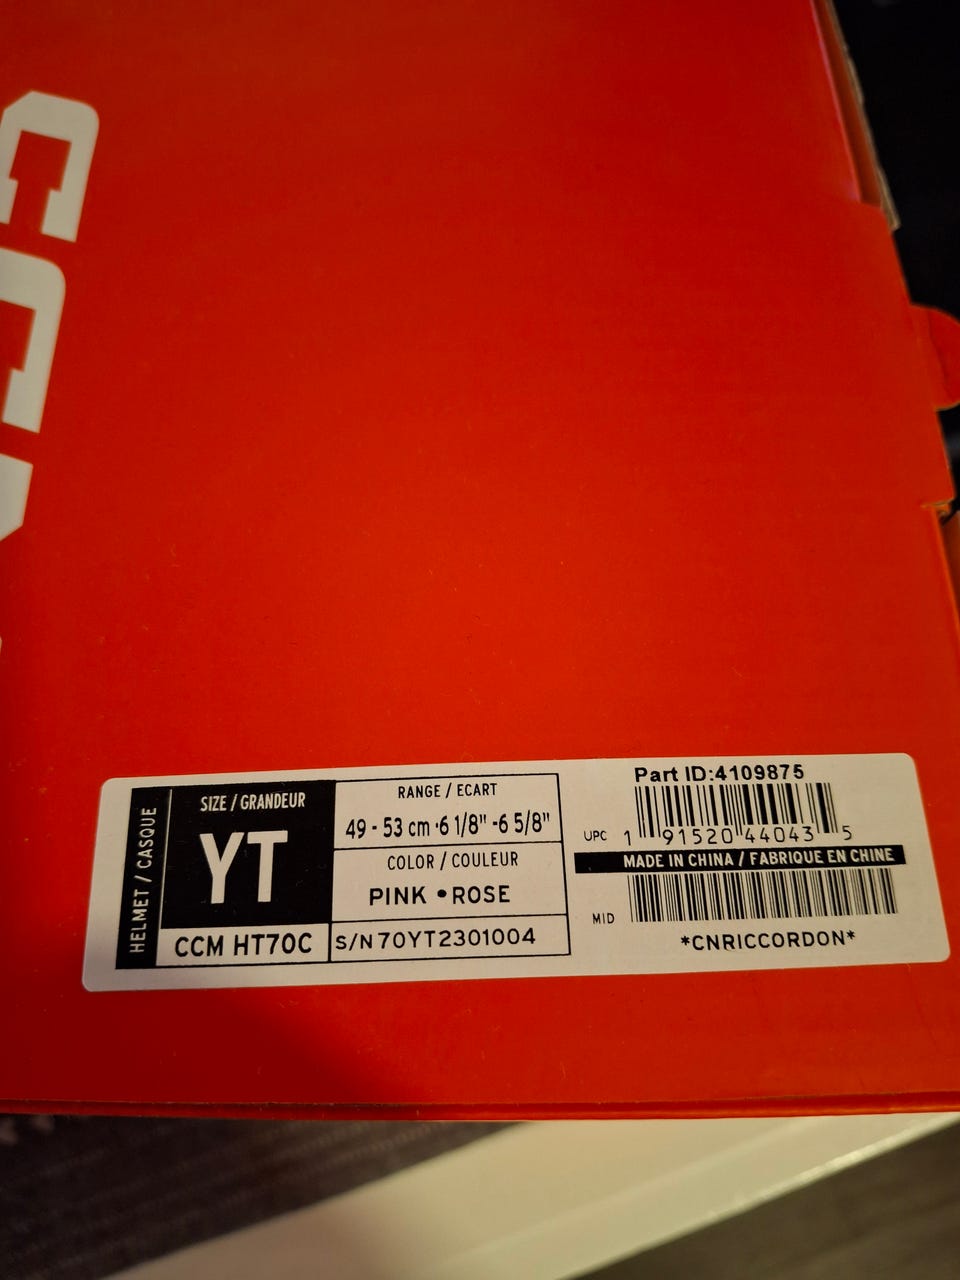 CCM
HELMET / CASQUE
SIZE / GRANDEUR
YT
CCM HT70C
RANGE / ECART
49 - 53 cm ·6 1/8" -6 5/8"
COLOR / COULEUR
PINK • ROSE
S/N 70YT2301004
Part ID:4109875
UPC 1 91520 44043 5
MADE IN CHINA / FABRIQUE EN CHINE
MID
*CNRICCORDON*